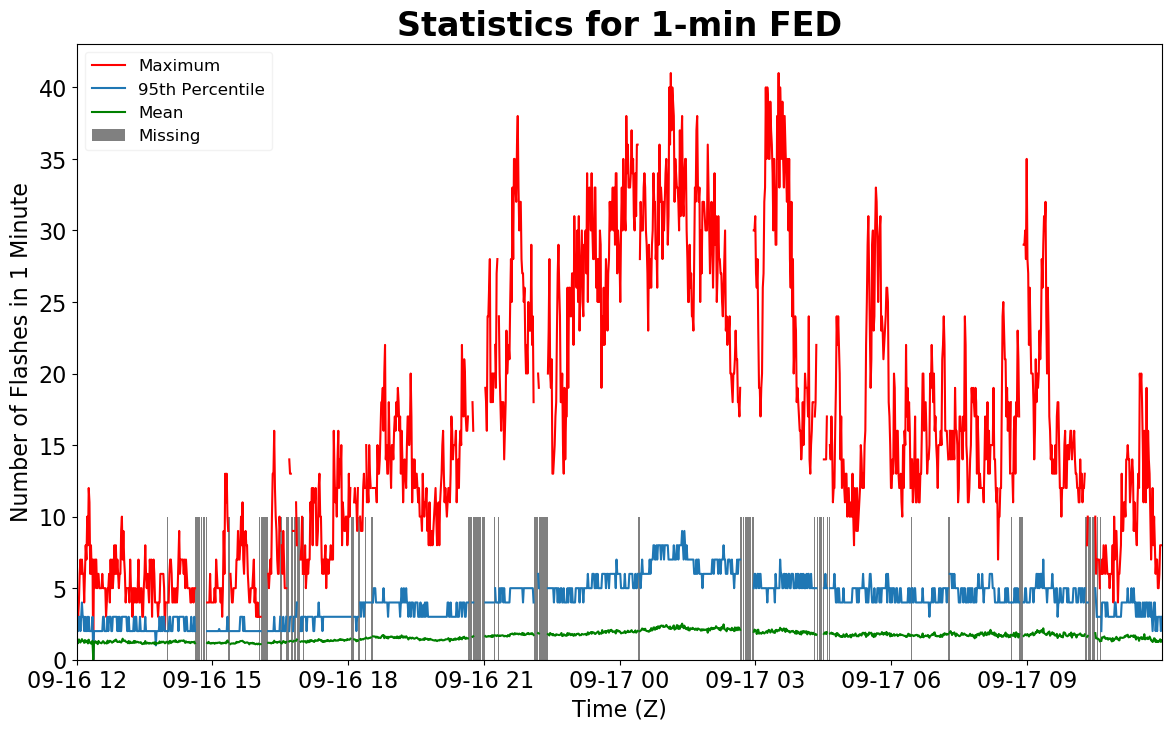 Statistics for 1-min FED
Maximum
95th Percentile
Mean
Missing
Number of Flashes in 1 Minute
40
35
30
25
20
15
10
5
0
09-16 12
09-16 15
09-16 18
09-16 21
09-17 00
09-17 03
09-17 06
09-17 09
Time (Z)